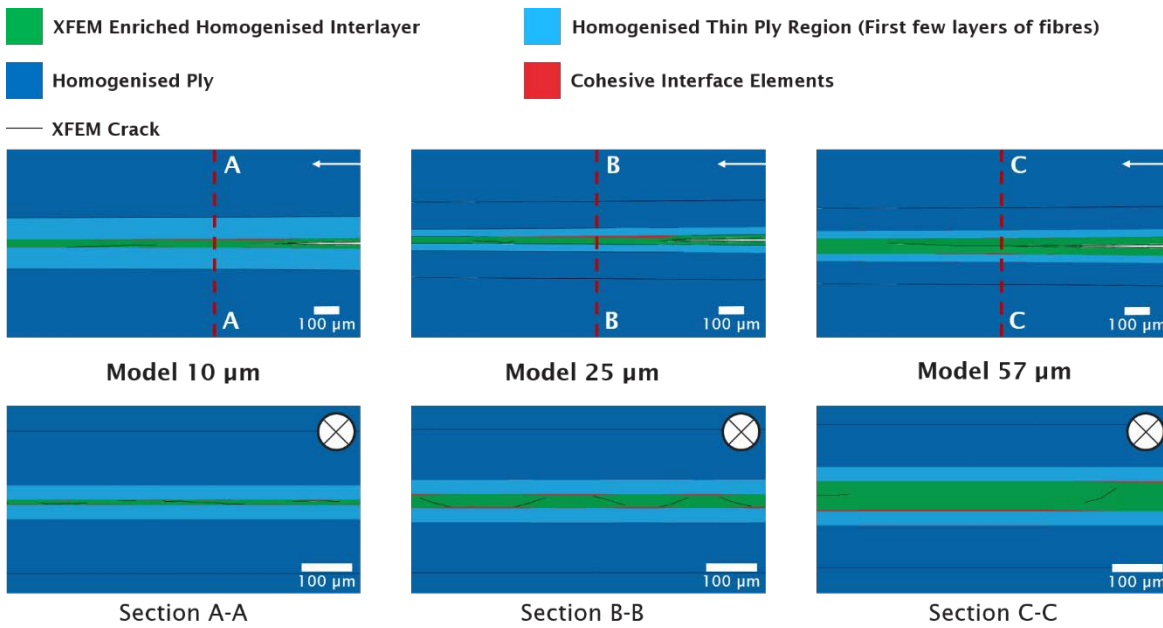 XFEM Enriched Homogenised Interlayer
Homogenised Thin Ply Region (First few layers of fibres)
Homogenised Ply
Cohesive Interface Elements
XFEM Crack
A
B
C
A
100 μm
B
100 μm
C
100 μm
Model 10 μm
Model 25 μm
Model 57 μm
100 μm
100 μm
100 μm
Section A-A
Section B-B
Section C-C